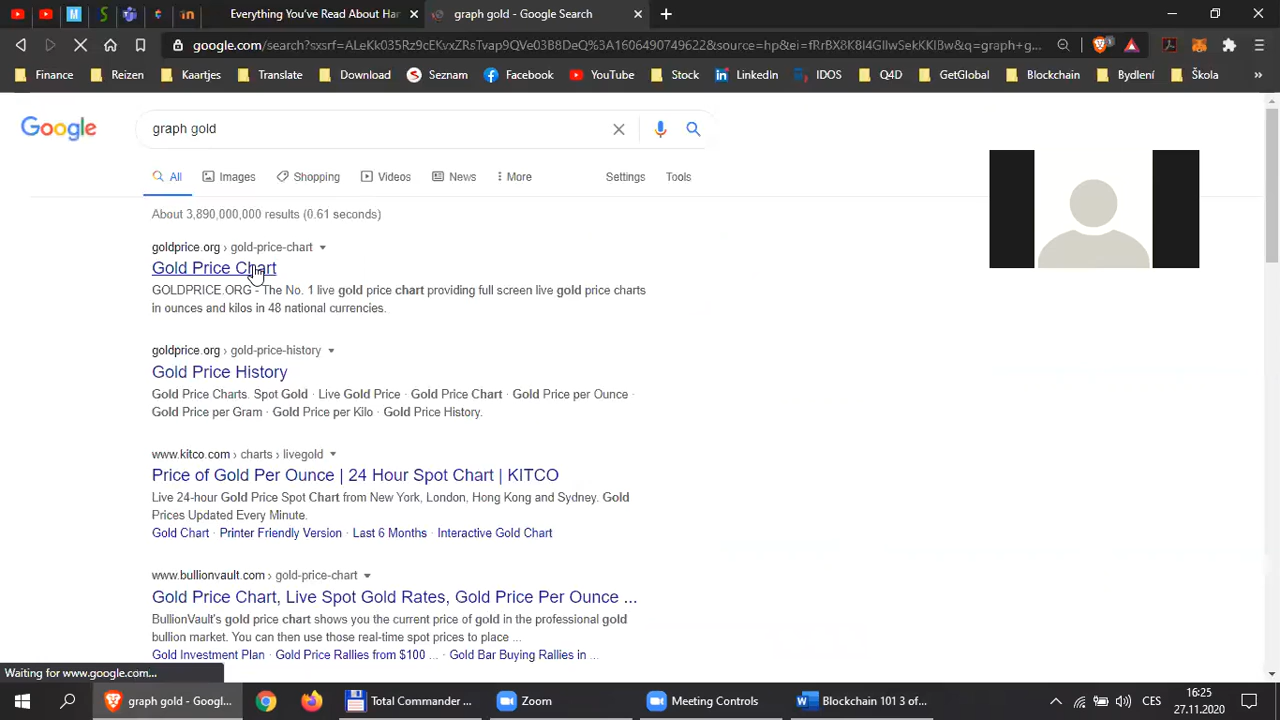 Everything You've Read About Har
graph gold - Google Search
google.com/search?sxsrf=ALeKk035Rz9cEKvxZRsTvap9QVe03B8DeQ%3A1606490749622&source=hp&ei=fRrBX8K8I4GIlwSekKKIBw&q=graph+g...
Finance
Reizen
Kaartjes
Translate
Download
Seznam
Facebook
YouTube
Stock
LinkedIn
IDOS
Q4D
GetGlobal
Blockchain
Bydlení
Škola
»
Google
graph gold
All
Images
Shopping
Videos
News
More
Settings
Tools
About 3,890,000,000 results (0.61 seconds)
goldprice.org › gold-price-chart
Gold Price Chart
GOLDPRICE.ORG - The No. 1 live gold price chart providing full screen live gold price charts
in ounces and kilos in 48 national currencies.
goldprice.org › gold-price-history
Gold Price History
Gold Price Charts. Spot Gold · Live Gold Price · Gold Price Chart · Gold Price per Ounce ·
Gold Price per Gram · Gold Price per Kilo · Gold Price History.
www.kitco.com › charts › livegold
Price of Gold Per Ounce | 24 Hour Spot Chart | KITCO
Live 24-hour Gold Price Spot Chart from New York, London, Hong Kong and Sydney. Gold
Prices Updated Every Minute.
Gold Chart · Printer Friendly Version · Last 6 Months · Interactive Gold Chart
www.bullionvault.com › gold-price-chart
Gold Price Chart, Live Spot Gold Rates, Gold Price Per Ounce ...
BullionVault's gold price chart shows you the current price of gold in the professional gold
bullion market. You can then use those real-time spot prices to place ...
Gold Investment Plan · Gold Price Rallies from $100 ... · Gold Bar Buying Rallies in ...
Waiting for www.google.com...
graph gold - Googl...
Total Commander ...
Zoom
Meeting Controls
Blockchain 101 3 of...
CES
16:25
27.11.2020